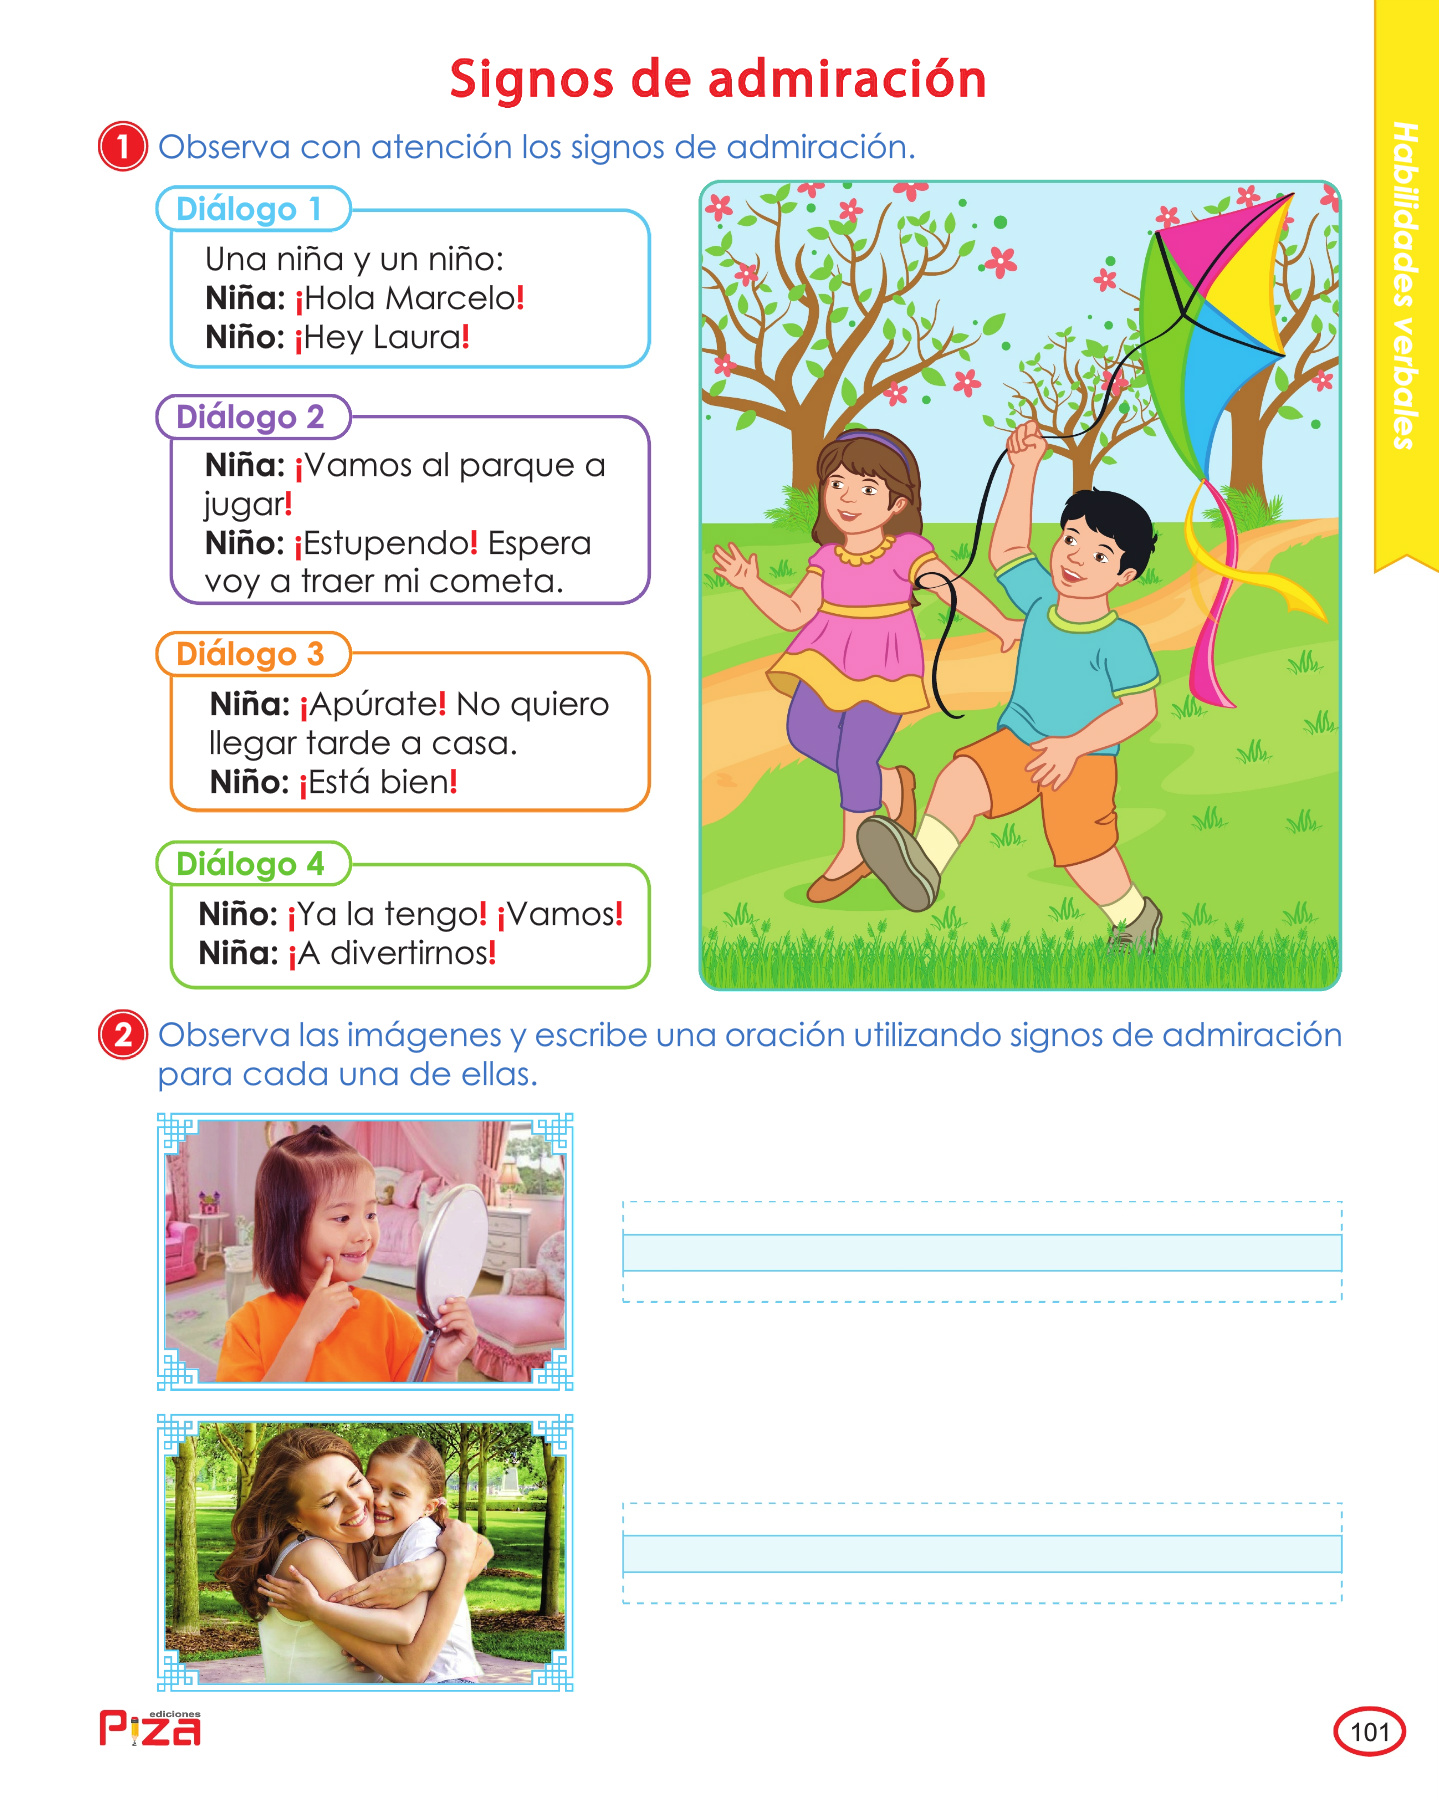 Signos de admiración
1 Observa con atención los signos de admiración.
Diálogo 1
Una niña y un niño:
Niña: ¡Hola Marcelo!
Niño: ¡Hey Laura!
Diálogo 2
Niña: ¡Vamos al parque a
jugar!
Niño: ¡Estupendo! Espera
voy a traer mi cometa.
Diálogo 3
Niña: ¡Apúrate! No quiero
llegar tarde a casa.
Niño: ¡Está bien!
Diálogo 4
Niño: ¡Ya la tengo! ¡Vamos!
Niña: ¡A divertirnos!
Habilidades verbales
2 Observa las imágenes y escribe una oración utilizando signos de admiración
para cada una de ellas.
ediciones
Piza
101